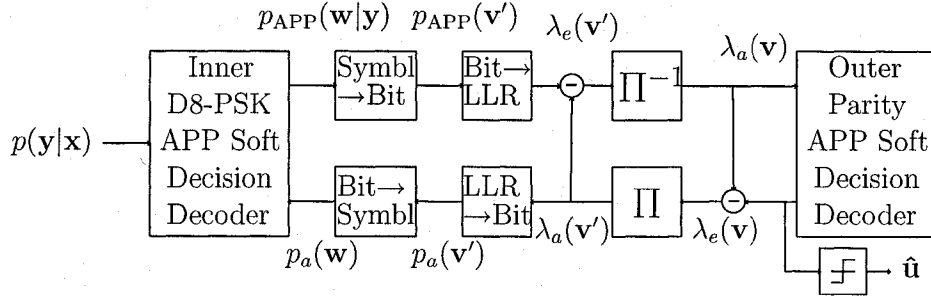 p_APP(w|y)
p_APP(v′)
λ_e(v′)
λ_a(v)
Inner
D8-PSK
APP Soft
Decision
Decoder
Symbl
→Bit
Bit→
LLR
−
Π⁻¹
Outer
Parity
APP Soft
Decision
Decoder
p(y|x)
Bit→
Symbl
LLR
→Bit
Π
−
p_a(w)
p_a(v′)
λ_a(v′)
λ_e(v)
û